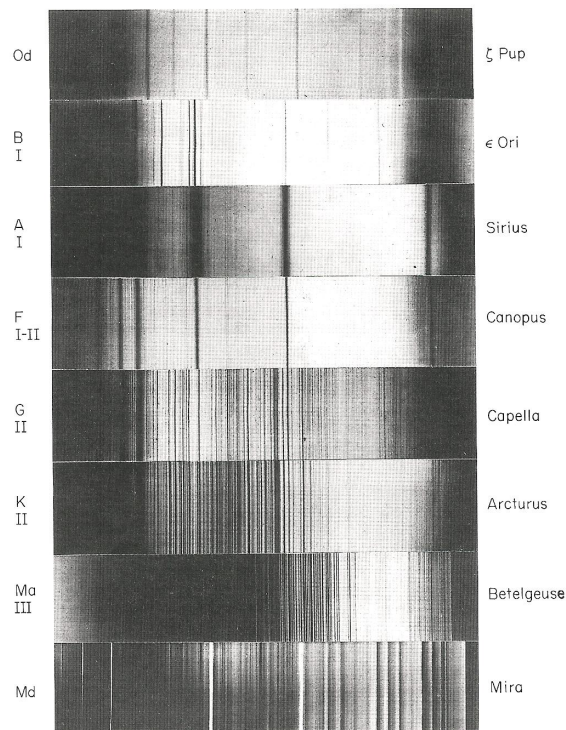 Od
ζ Pup
B
I
ϵ Ori
A
I
Sirius
F
I-II
Canopus
G
II
Capella
K
II
Arcturus
Ma
III
Betelgeuse
Md
Mira